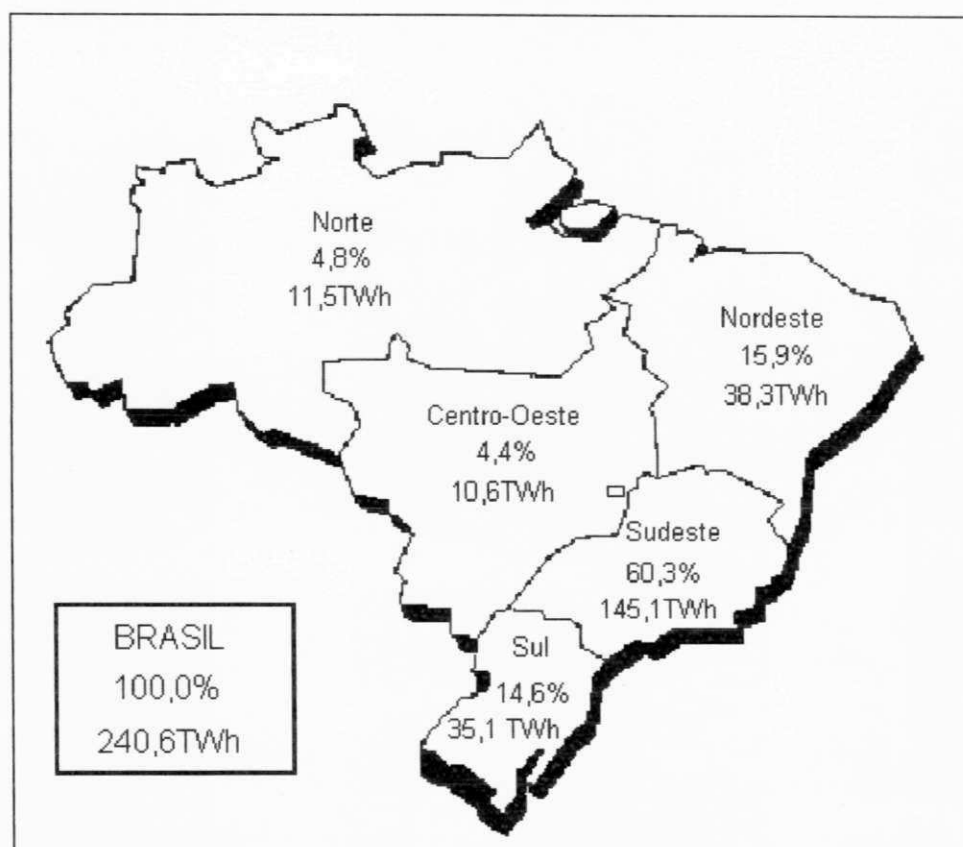 Norte
4,8%
11,5TWh
Nordeste
15,9%
38,3TWh
Centro-Oeste
4,4%
10,6TWh
Sudeste
60,3%
145,1TWh
Sul
14,6%
35,1 TWh
BRASIL
100,0%
240,6TWh